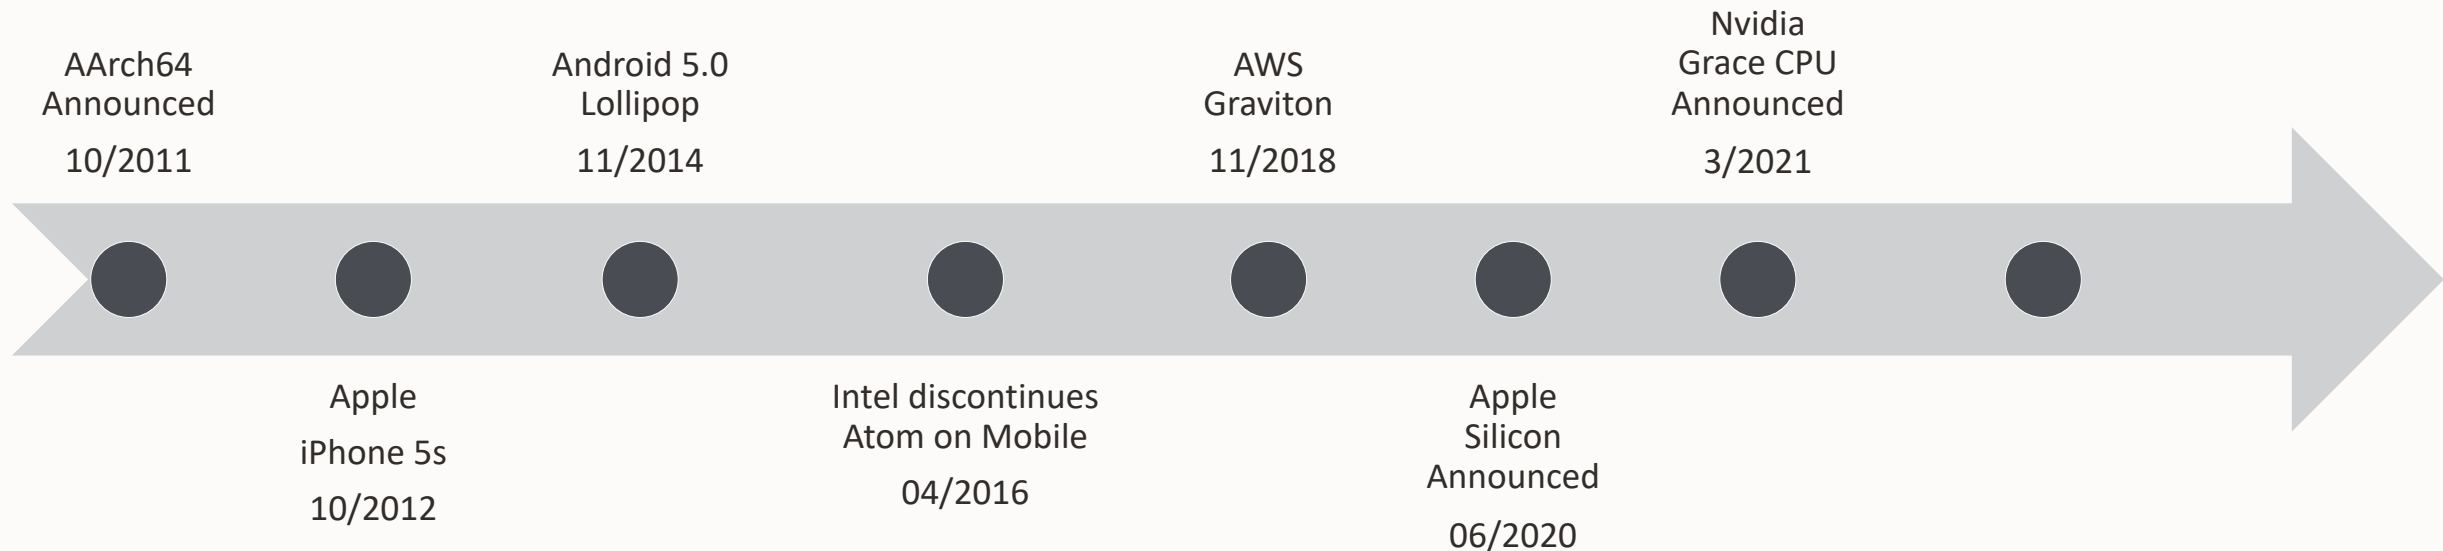 AArch64
Announced
10/2011
Apple
iPhone 5s
10/2012
Android 5.0
Lollipop
11/2014
Intel discontinues
Atom on Mobile
04/2016
AWS
Graviton
11/2018
Apple
Silicon
Announced
06/2020
Nvidia
Grace CPU
Announced
3/2021